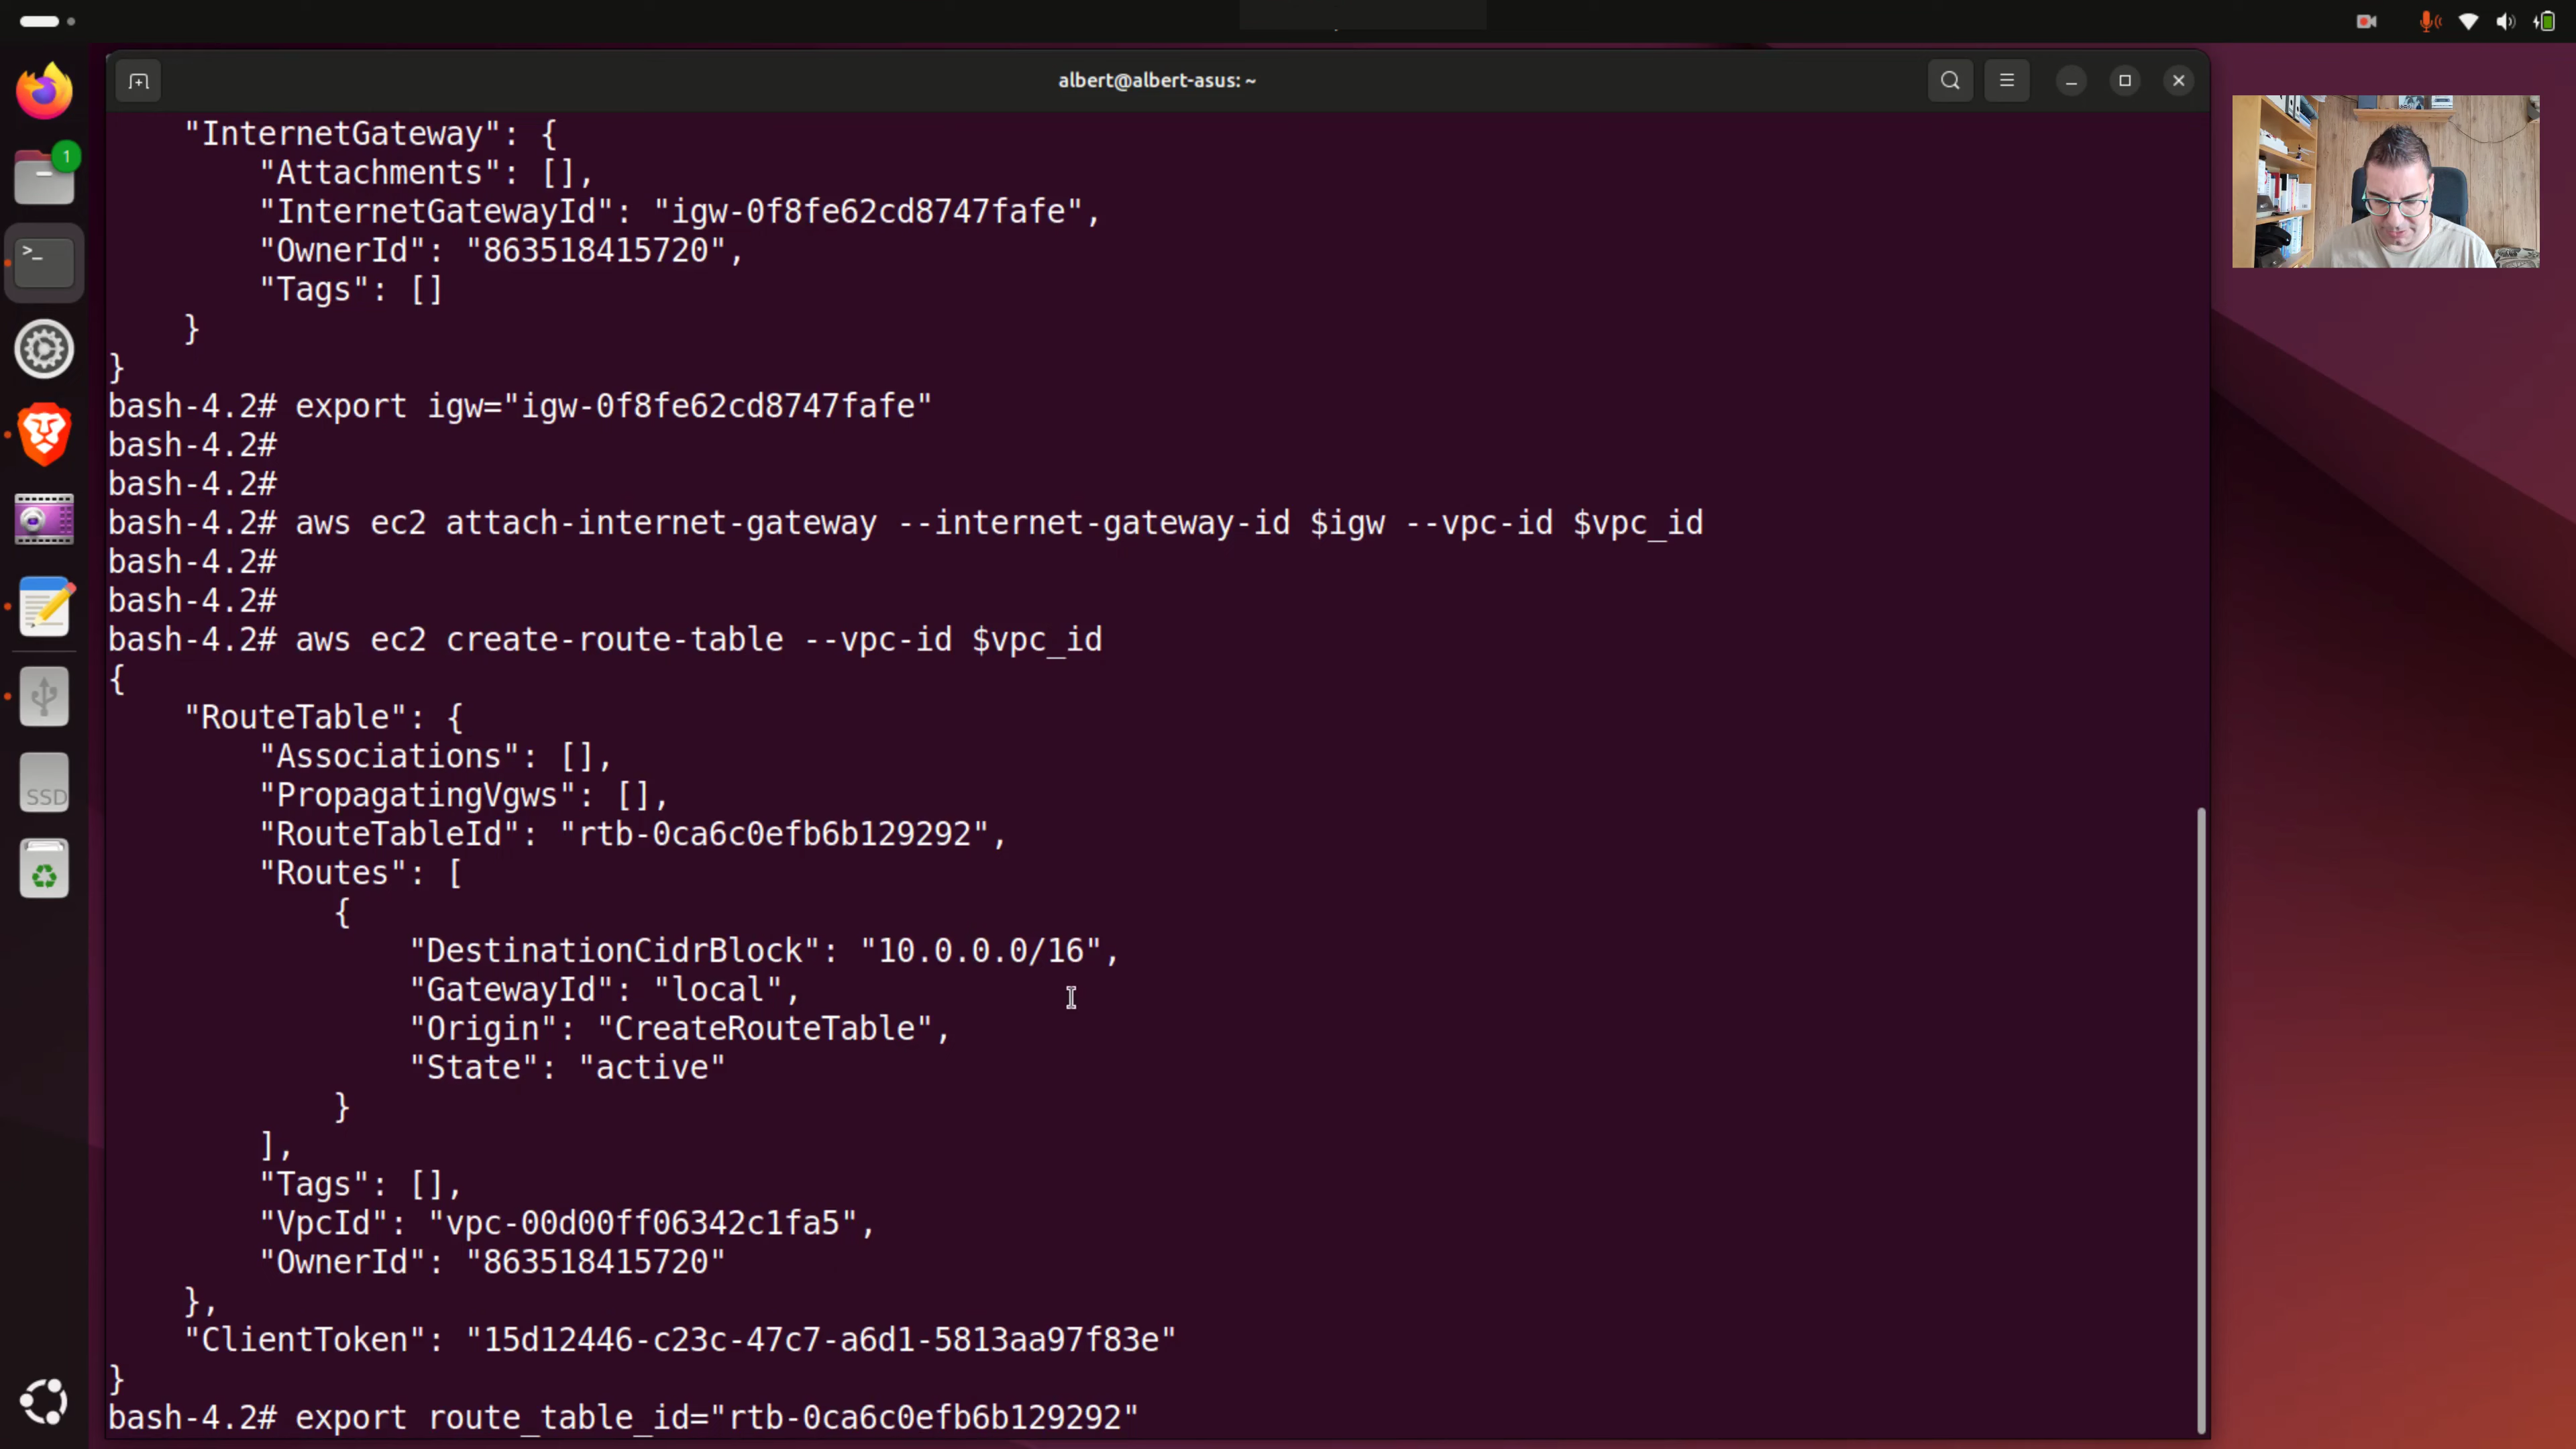 1
albert@albert-asus: ~
"InternetGateway": {
"Attachments": [],
"InternetGatewayId": "igw-0f8fe62cd8747fafe",
"OwnerId": "863518415720",
"Tags": []
}
}
bash-4.2# export igw="igw-0f8fe62cd8747fafe"
bash-4.2#
bash-4.2#
bash-4.2# aws ec2 attach-internet-gateway --internet-gateway-id $igw --vpc-id $vpc_id
bash-4.2#
bash-4.2#
bash-4.2# aws ec2 create-route-table --vpc-id $vpc_id
{
"RouteTable": {
"Associations": [],
"PropagatingVgws": [],
"RouteTableId": "rtb-0ca6c0efb6b129292",
"Routes": [
{
"DestinationCidrBlock": "10.0.0.0/16",
"GatewayId": "local",
"Origin": "CreateRouteTable",
"State": "active"
}
],
"Tags": [],
"VpcId": "vpc-00d00ff06342c1fa5",
"OwnerId": "863518415720"
},
"ClientToken": "15d12446-c23c-47c7-a6d1-5813aa97f83e"
}
bash-4.2# export route_table_id="rtb-0ca6c0efb6b129292"
SSD